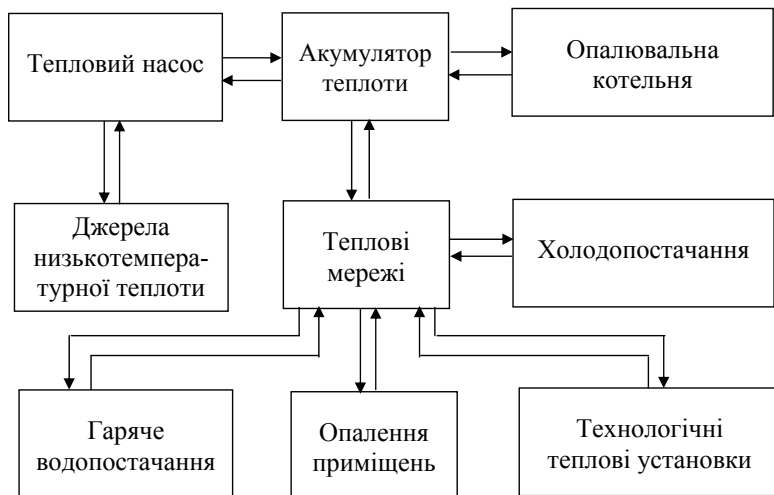 Тепловий насос
Акумулятор
теплоти
Опалювальна
котельня
Джерела
низькотемпера-
турної теплоти
Теплові
мережі
Холодопостачання
Гаряче
водопостачання
Опалення
приміщень
Технологічні
теплові установки